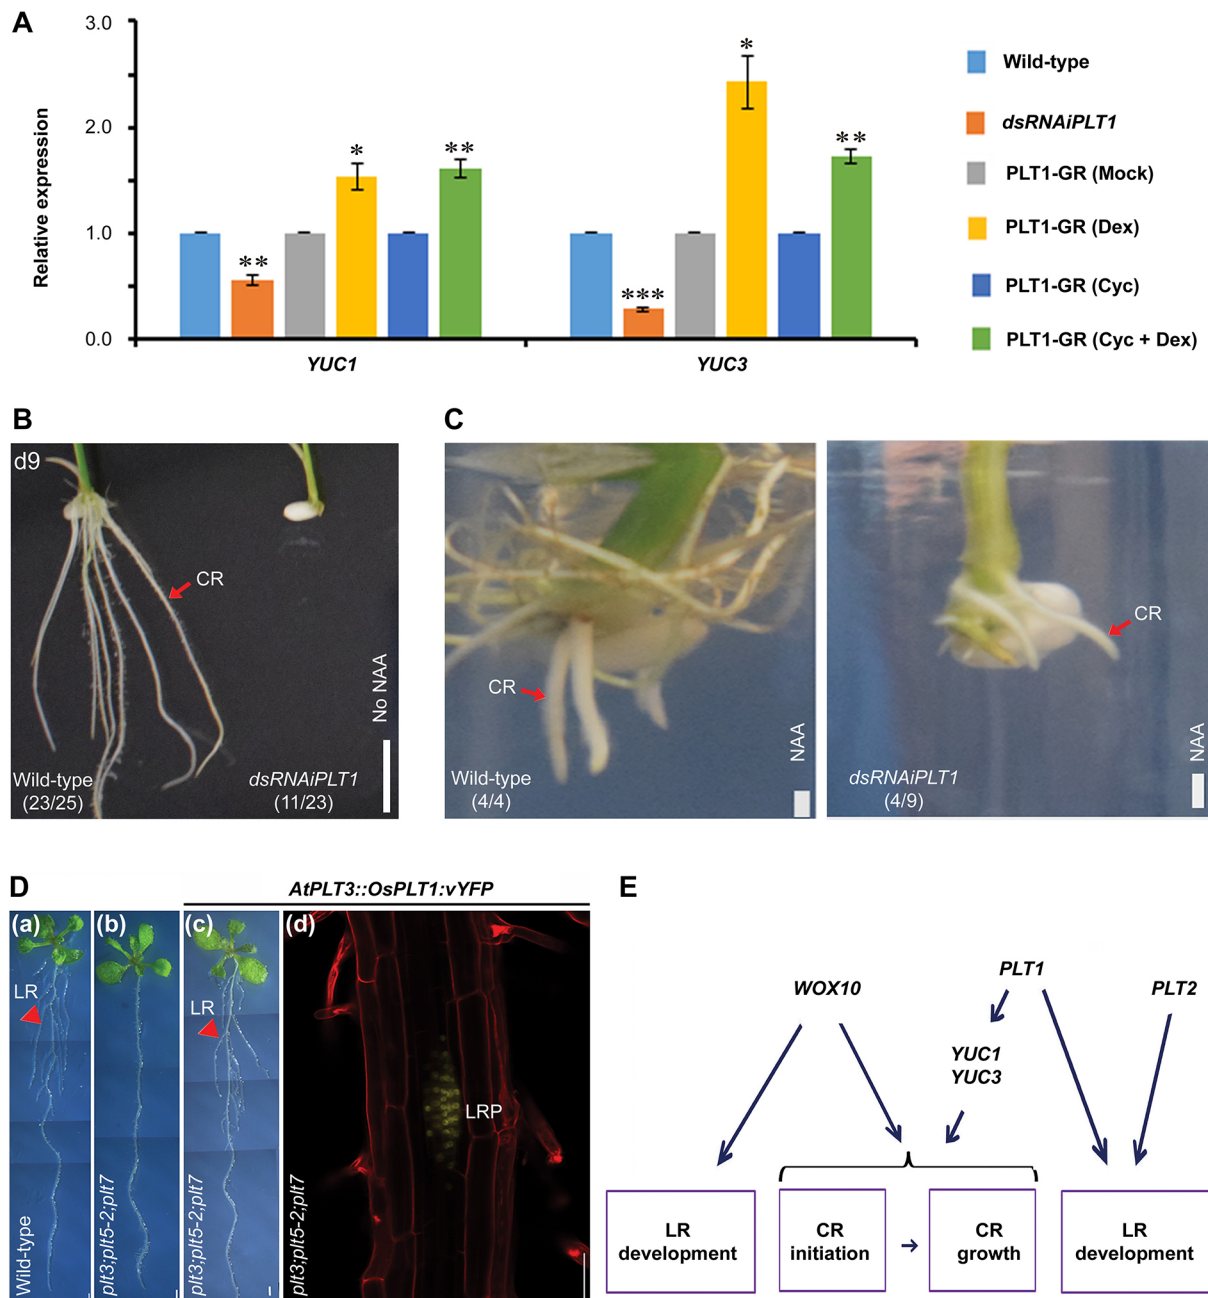 A
3.0
2.0
1.0
0.0
Relative expression
**
*
**
***
*
**
YUC1
YUC3
Wild-type
dsRNAiPLT1
PLT1-GR (Mock)
PLT1-GR (Dex)
PLT1-GR (Cyc)
PLT1-GR (Cyc + Dex)
B
d9
CR
No NAA
Wild-type
(23/25)
dsRNAiPLT1
(11/23)
C
CR
NAA
Wild-type
(4/4)
CR
NAA
dsRNAiPLT1
(4/9)
D
AtPLT3::OsPLT1:vYFP
(a)
LR
Wild-type
(b)
plt3;plt5-2;plt7
(c)
LR
plt3;plt5-2;plt7
(d)
LRP
plt3;plt5-2;plt7
E
WOX10
PLT1
PLT2
YUC1
YUC3
LR
development
CR
initiation
CR
growth
LR
development